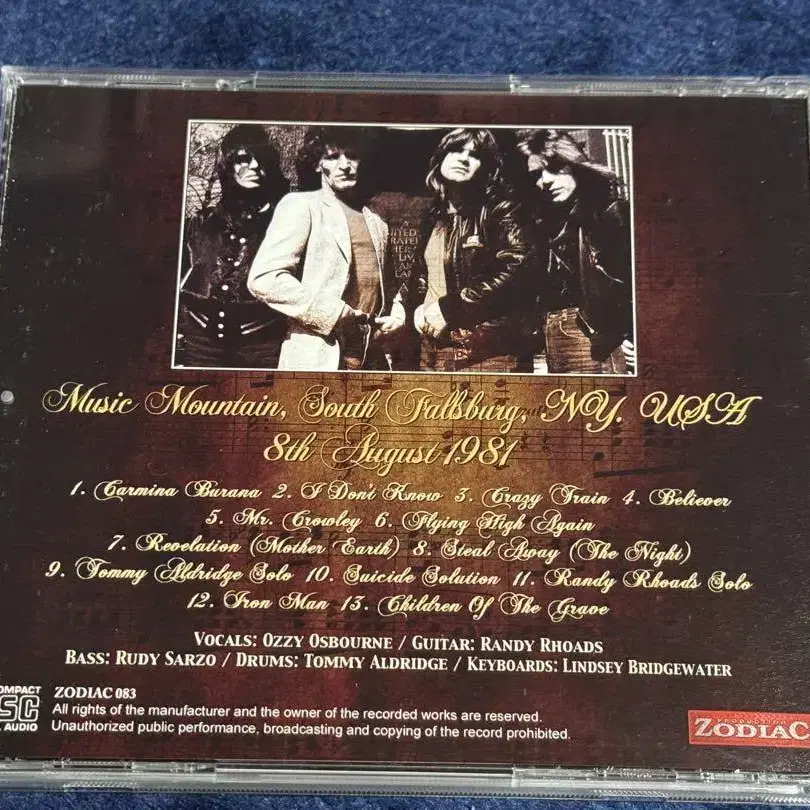 Music Mountain, South Fallsburg, NY. USA
8th August 1981
1. Carmina Burana 2. I Don't Know 3. Crazy Train 4. Believer
5. Mr. Crowley 6. Flying High Again
7. Revelation (Mother Earth) 8. Steal Away (The Night)
9. Tommy Aldridge Solo 10. Suicide Solution 11. Randy Rhoads Solo
12. Iron Man 13. Children Of The Grave
VOCALS: OZZY OSBOURNE / GUITAR: RANDY RHOADS
BASS: RUDY SARZO / DRUMS: TOMMY ALDRIDGE / KEYBOARDS: LINDSEY BRIDGEWATER
ZODIAC 083
All rights of the manufacturer and the owner of the recorded works are reserved.
Unauthorized public performance, broadcasting and copying of the record prohibited.
COMPACT
DISC
AUDIO
PRODUCTION
ZODIAC